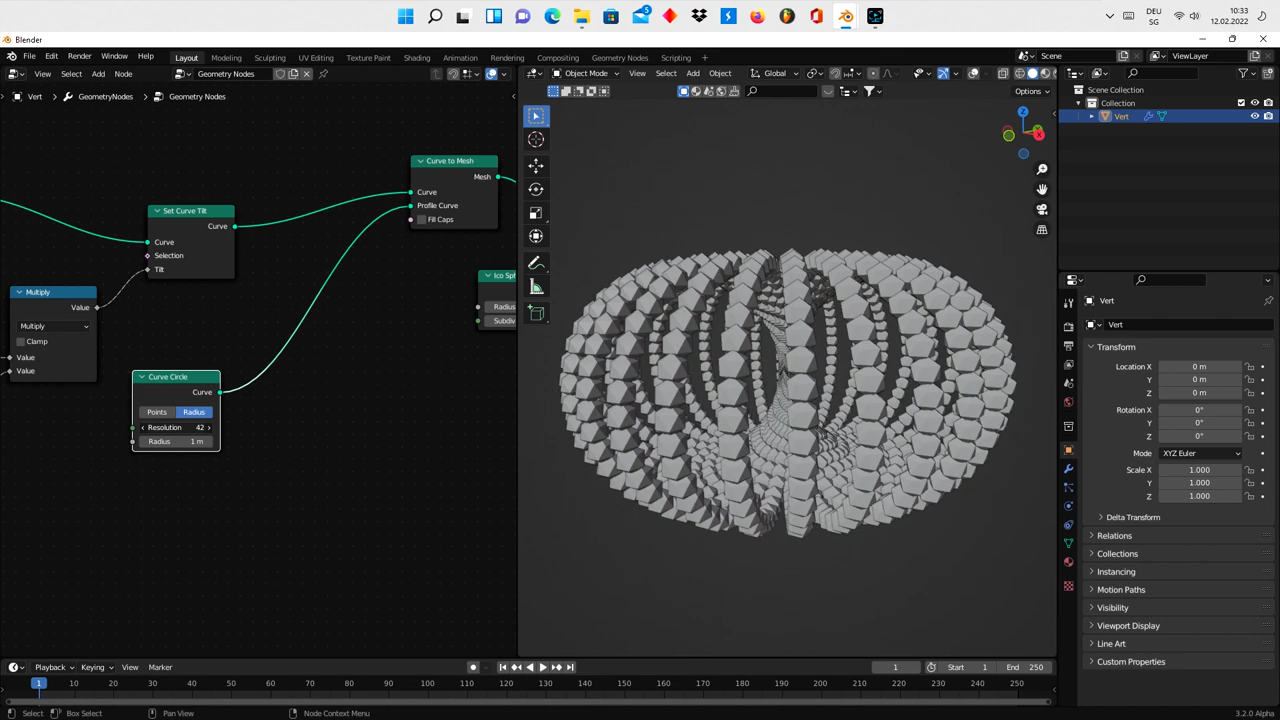 5
DE
SG
10:33
12.02.2022
Blender
File Edit Render Window Help
Layout Modeling Sculpting UV Editing Texture Paint Shading Animation Rendering Compositing Geometry Nodes Scripting
Scene
ViewLayer
View Select Add Node
Geometry Nodes
Object Mode
View Select Add Object
Global
Options
Vert > GeometryNodes > Geometry Nodes
Scene Collection
Collection
Vert
Z
X
Curve to Mesh
Mesh
Curve
Profile Curve
Fill Caps
Set Curve Tilt
Curve
Curve
Selection
Tilt
Multiply
Value
Multiply
Clamp
Value
Value
Ico Sph
Radius
Subdiv
Curve Circle
Curve
Points Radius
Resolution 42
Radius 1 m
Vert
Vert
Transform
Location X 0 m
Y 0 m
Z 0 m
Rotation X 0°
Y 0°
Z 0°
Mode XYZ Euler
Scale X 1.000
Y 1.000
Z 1.000
Delta Transform
Relations
Collections
Instancing
Motion Paths
Visibility
Viewport Display
Line Art
Custom Properties
Playback Keying View Marker
1
Start 1
End 250
1 10 20 30 40 50 60 70 80 90 100 110 120 130 140 150 160 170 180 190 200 210 220 230 240 250
Select Box Select Pan View Node Context Menu
3.2.0 Alpha